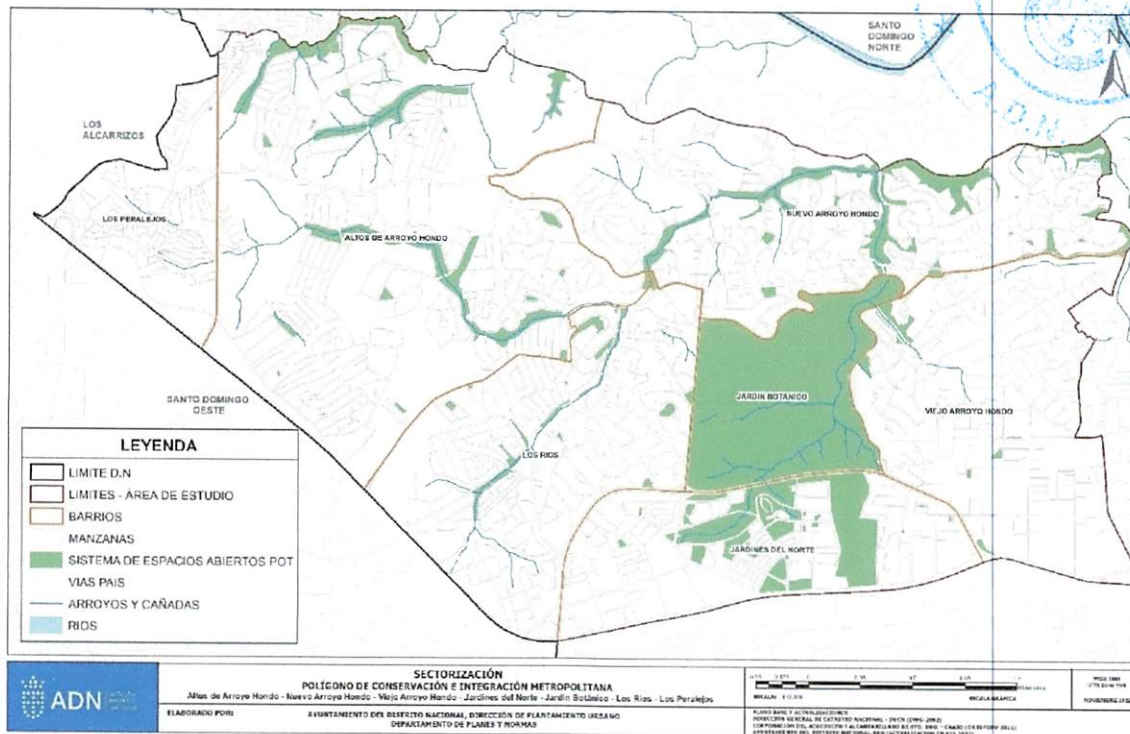 SANTO
DOMINGO
NORTE
N
A.D.N.
LOS
ALCARRIZOS
LOS PERALEJOS
ALTOS DE ARROYO HONDO
NUEVO ARROYO HONDO
SANTO DOMINGO
OESTE
JARDIN BOTANICO
VIEJO ARROYO HONDO
LOS RIOS
JARDINES DEL NORTE
LEYENDA
LIMITE D.N
LIMITES - ÁREA DE ESTUDIO
BARRIOS
MANZANAS
SISTEMA DE ESPACIOS ABIERTOS POT
VIAS PAIS
ARROYOS Y CAÑADAS
RIOS
ADN
SECTORIZACIÓN
POLÍGONO DE CONSERVACIÓN E INTEGRACIÓN METROPOLITANA
Altos de Arroyo Hondo - Nuevo Arroyo Hondo - Viejo Arroyo Hondo - Jardines del Norte - Jardín Botánico - Los Ríos - Los Peralejos
ELABORADO POR:
AYUNTAMIENTO DEL DISTRITO NACIONAL, DIRECCIÓN DE PLANEAMIENTO URBANO
DEPARTAMENTO DE PLANES Y NORMAS
PLANO BASE Y ACTUALIZACIONES